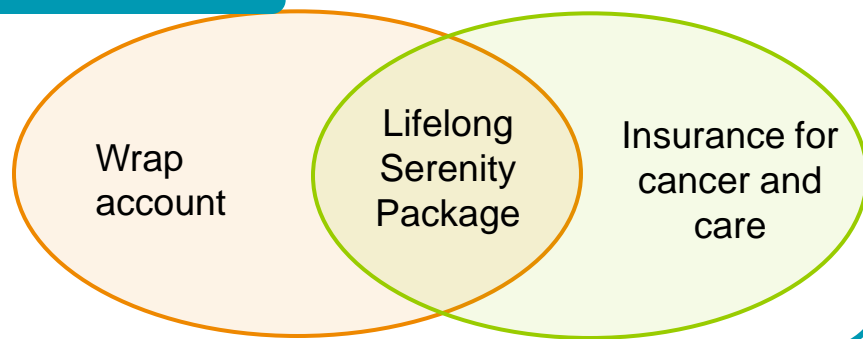 Wrap
account
Lifelong
Serenity
Package
Insurance for
cancer and
care